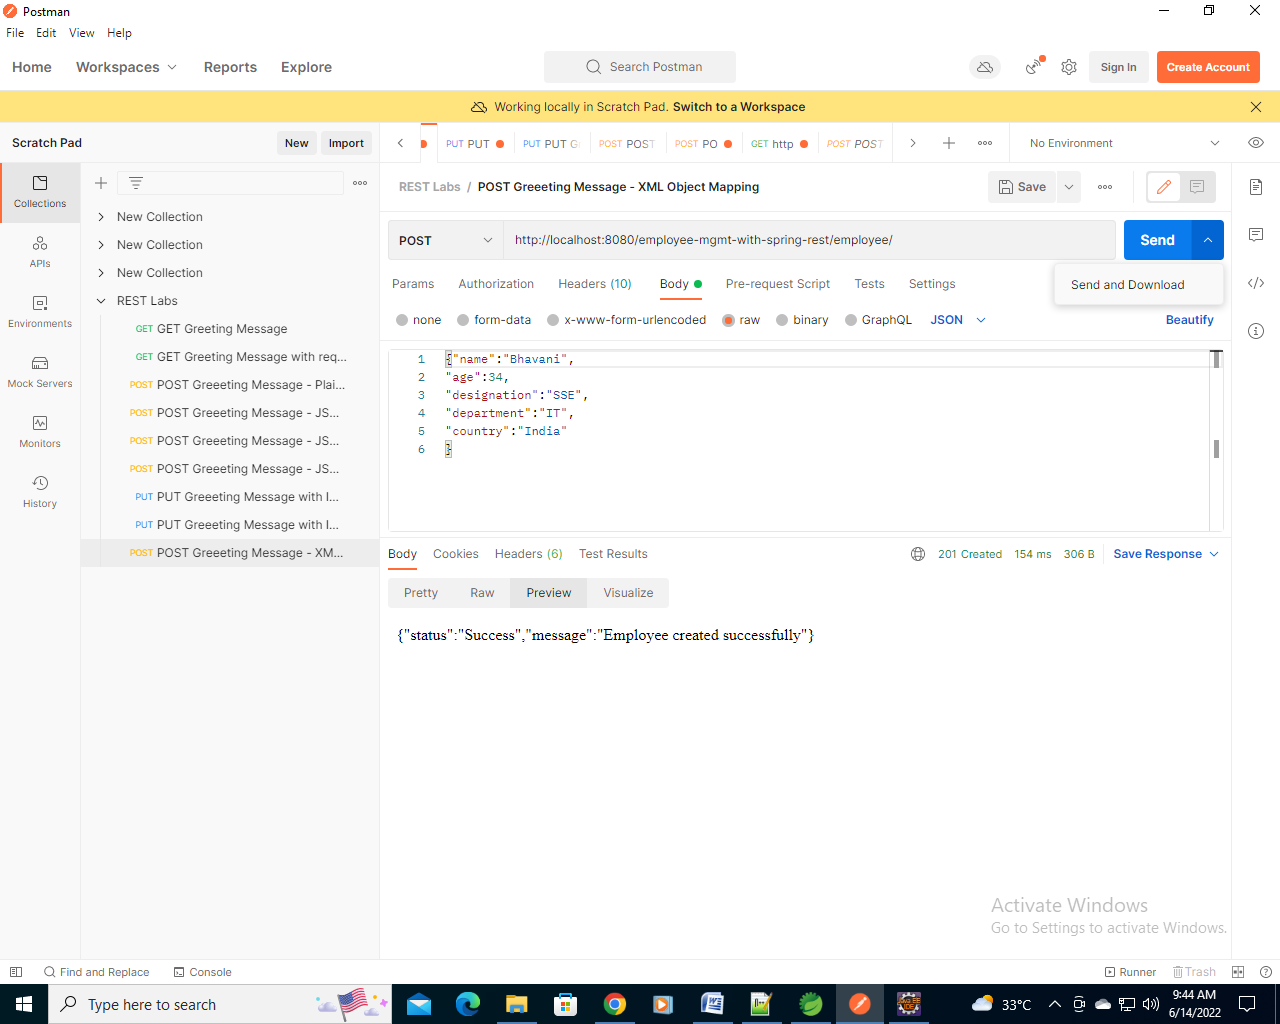 Postman
File Edit View Help
Home Workspaces Reports Explore Search Postman Sign In Create Account
Working locally in Scratch Pad. Switch to a Workspace
Scratch Pad New Import
PUT PUT PUT PUT G POST POST POST PO GET http POST POST No Environment
Collections
APIs
Environments
Mock Servers
Monitors
History
New Collection
New Collection
New Collection
REST Labs
GET GET Greeting Message
GET GET Greeting Message with req...
POST POST Greeeting Message - Plai...
POST POST Greeeting Message - JS...
POST POST Greeeting Message - JS...
POST POST Greeeting Message - JS...
PUT PUT Greeeting Message with I...
PUT PUT Greeeting Message with I...
POST POST Greeeting Message - XM...
REST Labs / POST Greeeting Message - XML Object Mapping Save
POST http://localhost:8080/employee-mgmt-with-spring-rest/employee/ Send
Send and Download
Params Authorization Headers (10) Body Pre-request Script Tests Settings
none form-data x-www-form-urlencoded raw binary GraphQL JSON Beautify
1 {"name":"Bhavani",
2 "age":34,
3 "designation":"SSE",
4 "department":"IT",
5 "country":"India"
6 }
Body Cookies Headers (6) Test Results 201 Created 154 ms 306 B Save Response
Pretty Raw Preview Visualize
{"status":"Success","message":"Employee created successfully"}
Activate Windows
Go to Settings to activate Windows.
Find and Replace Console Runner Trash
Type here to search 33°C 9:44 AM
6/14/2022